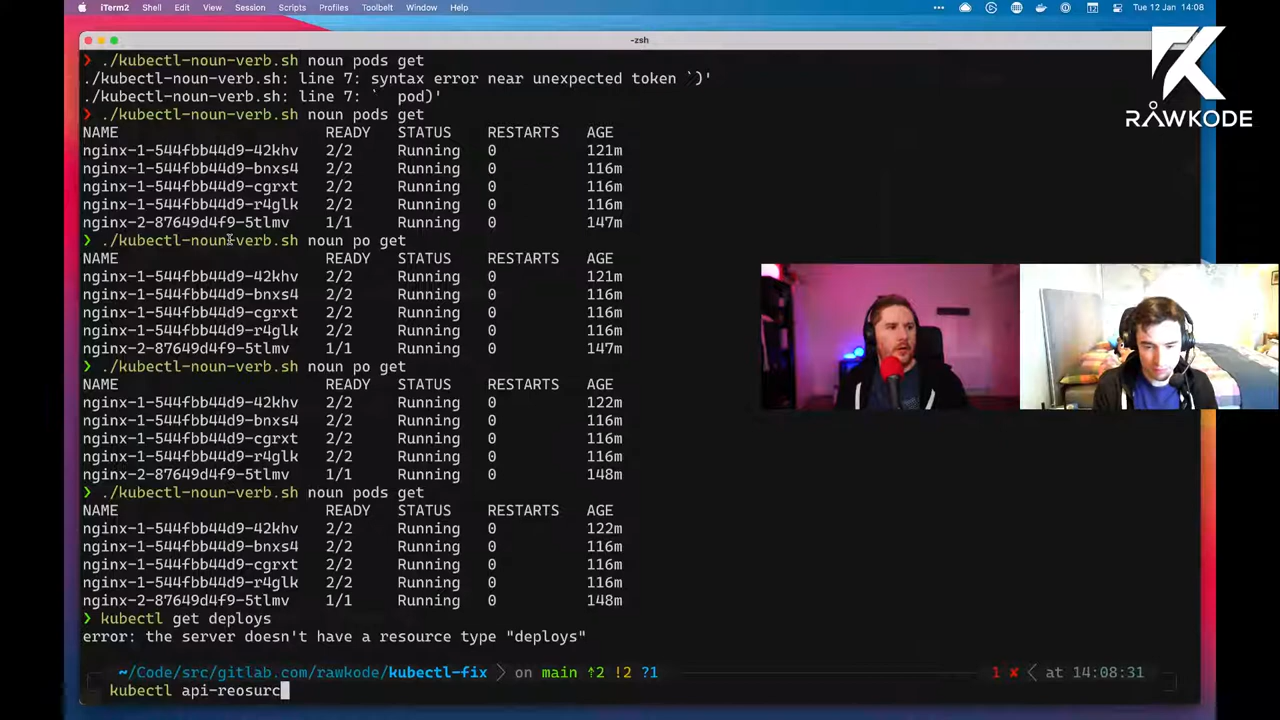 iTerm2 Shell Edit View Session Scripts Profiles Toolbelt Window Help
Tue 12 Jan 14:08
-zsh
RAWKODE
❯ ./kubectl-noun-verb.sh noun pods get
./kubectl-noun-verb.sh: line 7: syntax error near unexpected token `)'
./kubectl-noun-verb.sh: line 7: `  pod)'
❯ ./kubectl-noun-verb.sh noun pods get
NAME READY STATUS RESTARTS AGE
nginx-1-544fbb44d9-42khv 2/2 Running 0 121m
nginx-1-544fbb44d9-bnxs4 2/2 Running 0 116m
nginx-1-544fbb44d9-cgrxt 2/2 Running 0 116m
nginx-1-544fbb44d9-r4glk 2/2 Running 0 116m
nginx-2-87649d4f9-5tlmv 1/1 Running 0 147m
❯ ./kubectl-noun-verb.sh noun po get
NAME READY STATUS RESTARTS AGE
nginx-1-544fbb44d9-42khv 2/2 Running 0 121m
nginx-1-544fbb44d9-bnxs4 2/2 Running 0 116m
nginx-1-544fbb44d9-cgrxt 2/2 Running 0 116m
nginx-1-544fbb44d9-r4glk 2/2 Running 0 116m
nginx-2-87649d4f9-5tlmv 1/1 Running 0 147m
❯ ./kubectl-noun-verb.sh noun po get
NAME READY STATUS RESTARTS AGE
nginx-1-544fbb44d9-42khv 2/2 Running 0 122m
nginx-1-544fbb44d9-bnxs4 2/2 Running 0 116m
nginx-1-544fbb44d9-cgrxt 2/2 Running 0 116m
nginx-1-544fbb44d9-r4glk 2/2 Running 0 116m
nginx-2-87649d4f9-5tlmv 1/1 Running 0 148m
❯ ./kubectl-noun-verb.sh noun pods get
NAME READY STATUS RESTARTS AGE
nginx-1-544fbb44d9-42khv 2/2 Running 0 122m
nginx-1-544fbb44d9-bnxs4 2/2 Running 0 116m
nginx-1-544fbb44d9-cgrxt 2/2 Running 0 116m
nginx-1-544fbb44d9-r4glk 2/2 Running 0 116m
nginx-2-87649d4f9-5tlmv 1/1 Running 0 148m
❯ kubectl get deploys
error: the server doesn't have a resource type "deploys"
~/Code/src/gitlab.com/rawkode/kubectl-fix on main ↑2 !2 ?1 1 ✘ at 14:08:31
kubectl api-reosurc